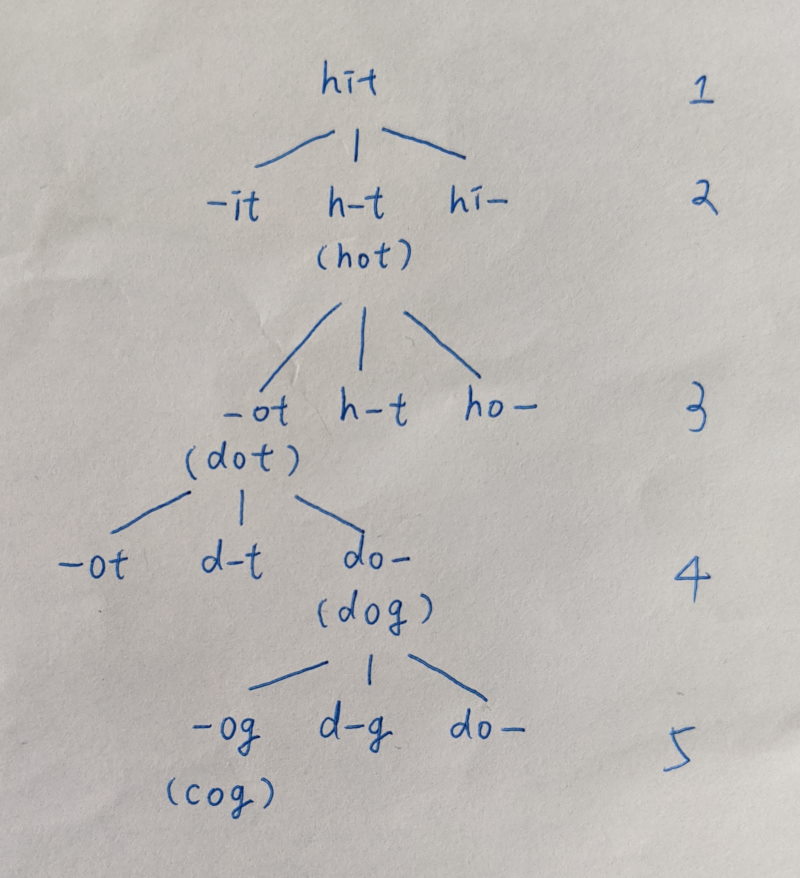 hit 1
-it h-t hi- 2
(hot)
-ot h-t ho- 3
(dot)
-ot d-t do- 4
(dog)
-og d-g do- 5
(cog)